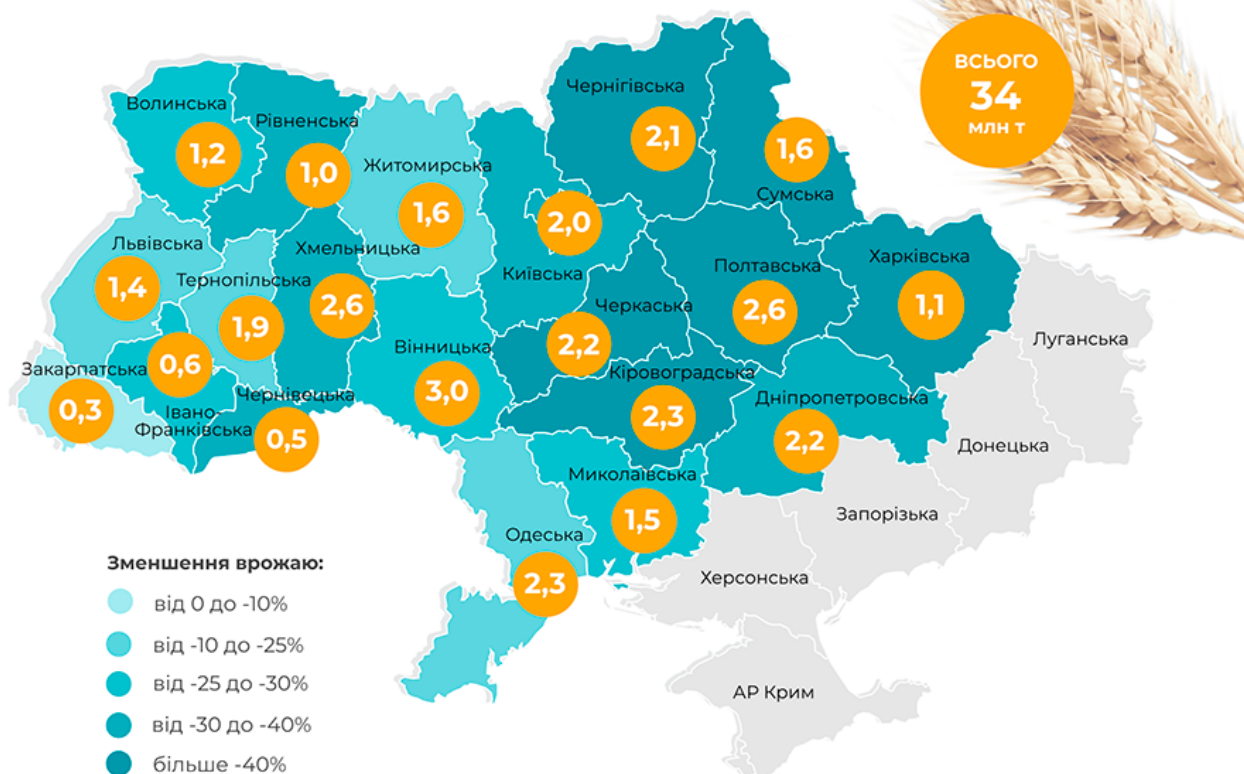 ВСЬОГО
34
млн т
Волинська
1,2
Рівненська
1,0
Житомирська
1,6
Чернігівська
2,1
1,6
Сумська
2,0
Київська
Львівська
1,4
Тернопільська
1,9
Хмельницька
2,6
Черкаська
2,2
Полтавська
2,6
Харківська
1,1
Луганська
Закарпатська
0,3
0,6
Івано-
Франківська
Чернівецька
0,5
Вінницька
3,0
Кіровоградська
2,3
Дніпропетровська
2,2
Донецька
Миколаївська
1,5
Запорізька
Одеська
2,3
Херсонська
АР Крим
Зменшення врожаю:
від 0 до -10%
від -10 до -25%
від -25 до -30%
від -30 до -40%
більше -40%